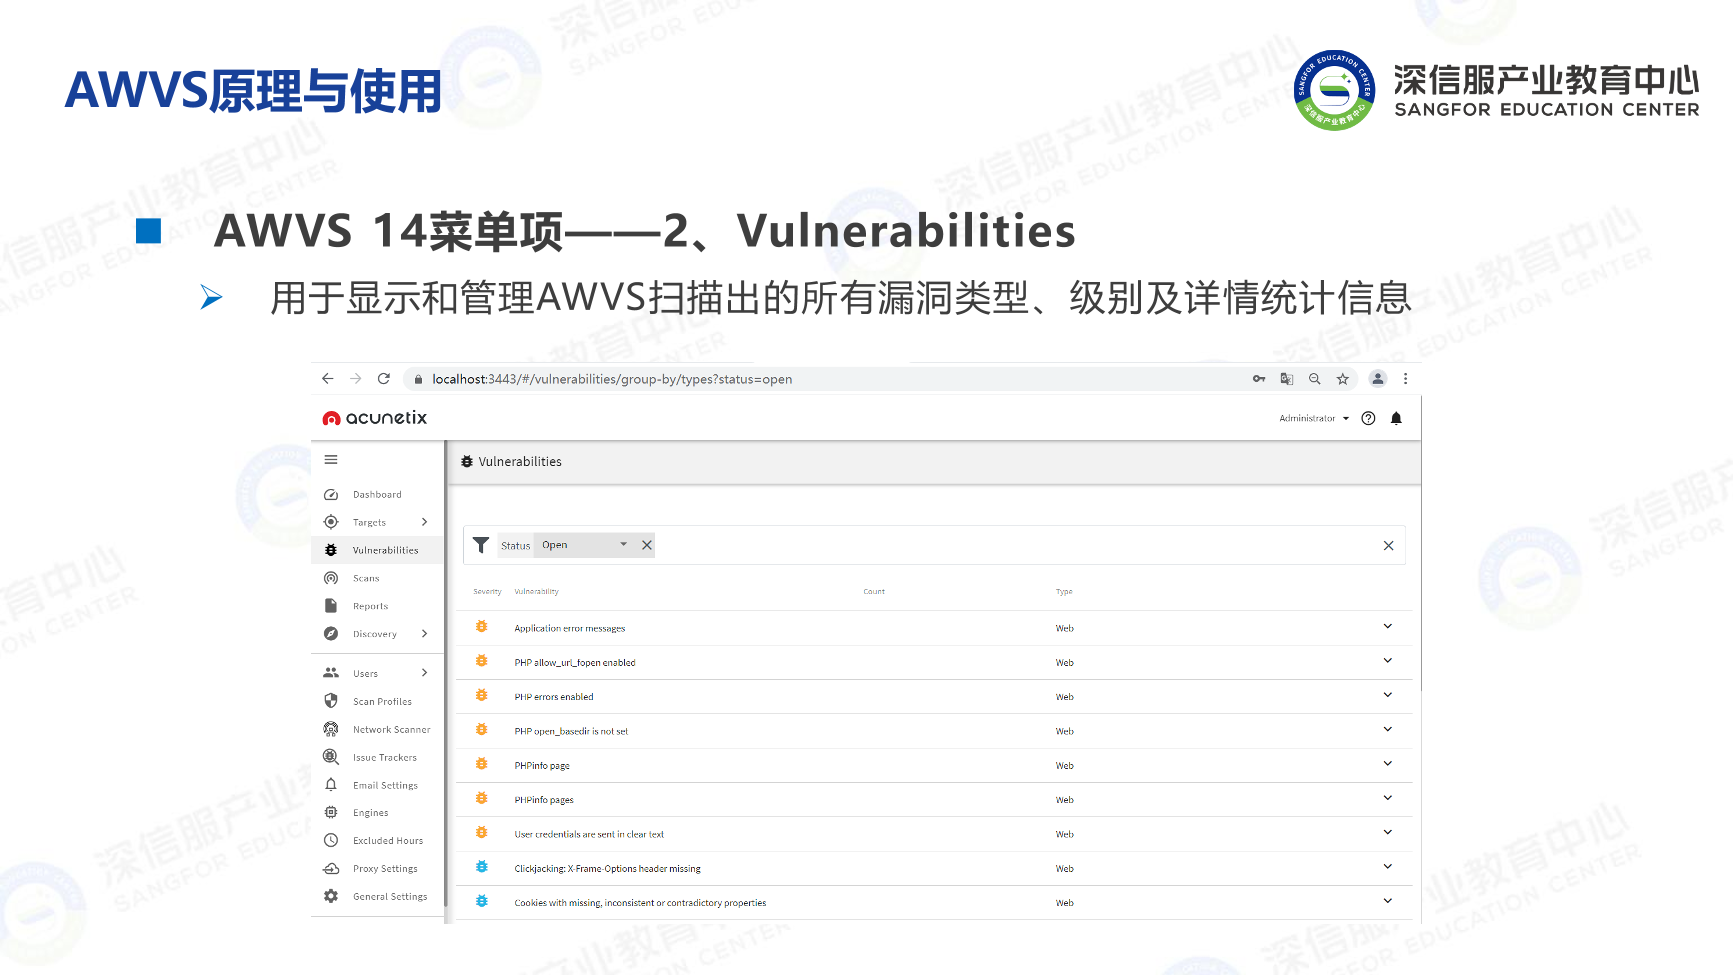 AWVS原理与使用
深信服产业教育中心
SANGFOR EDUCATION CENTER
AWVS 14菜单项——2、Vulnerabilities
用于显示和管理AWVS扫描出的所有漏洞类型、级别及详情统计信息
localhost:3443/#/vulnerabilities/group-by/types?status=open
acunetix
Administrator
Vulnerabilities
Dashboard
Targets
Vulnerabilities
Scans
Reports
Discovery
Users
Scan Profiles
Network Scanner
Issue Trackers
Email Settings
Engines
Excluded Hours
Proxy Settings
General Settings
Status Open
Severity Vulnerability Count Type
Application error messages Web
PHP allow_url_fopen enabled Web
PHP errors enabled Web
PHP open_basedir is not set Web
PHPinfo page Web
PHPinfo pages Web
User credentials are sent in clear text Web
Clickjacking: X-Frame-Options header missing Web
Cookies with missing, inconsistent or contradictory properties Web